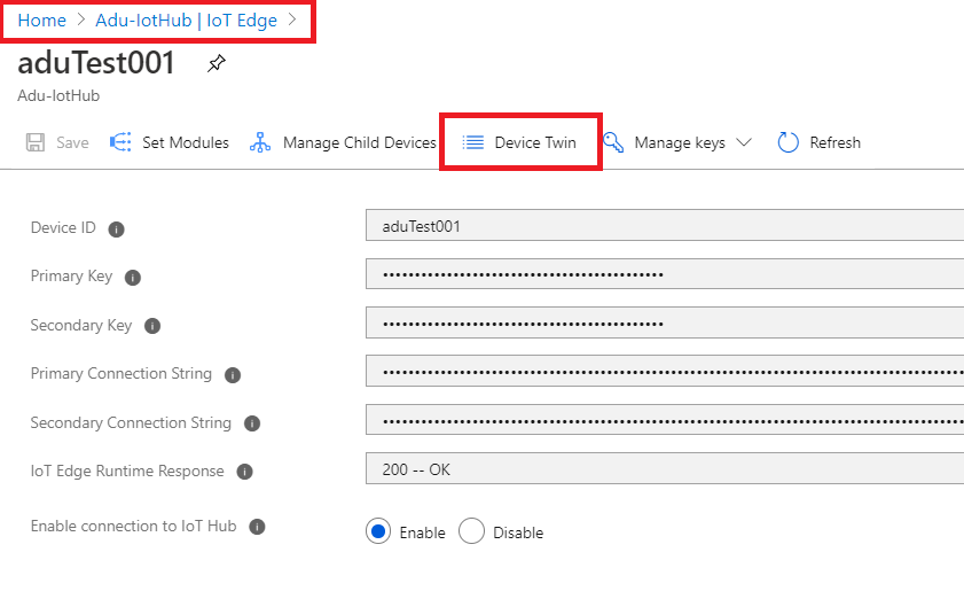 Home > Adu-IotHub | IoT Edge >
aduTest001
Adu-IotHub
Save Set Modules Manage Child Devices Device Twin Manage keys Refresh
Device ID aduTest001
Primary Key ••••••••••••••••••••••••••••••••••••••••••••
Secondary Key ••••••••••••••••••••••••••••••••••••••••••••
Primary Connection String
Secondary Connection String
IoT Edge Runtime Response 200 -- OK
Enable connection to IoT Hub Enable Disable